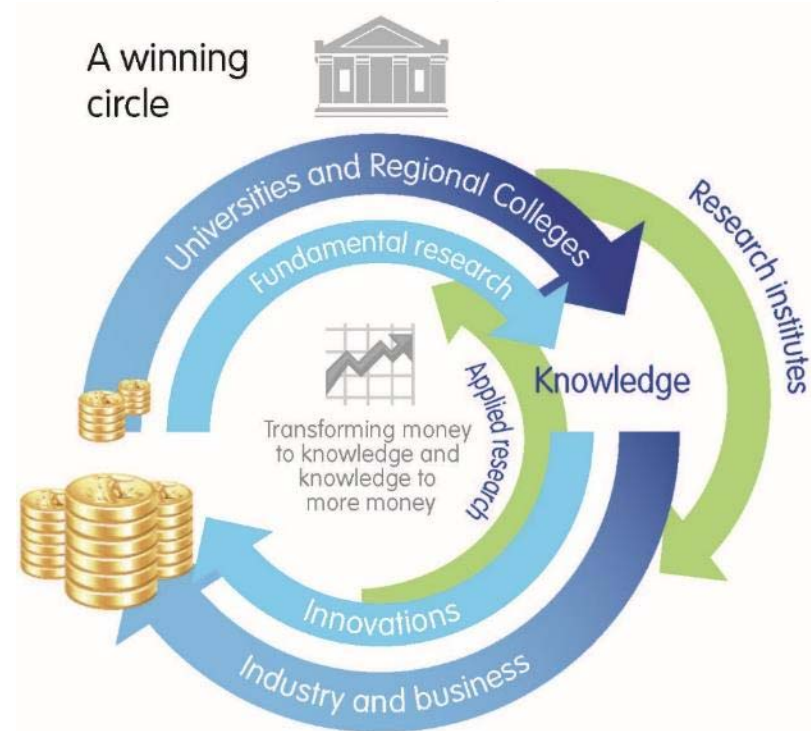 A winning
circle
Universities and Regional Colleges
Fundamental research
Research institutes
Applied research
Knowledge
Transforming money
to knowledge and
knowledge to
more money
Innovations
Industry and business